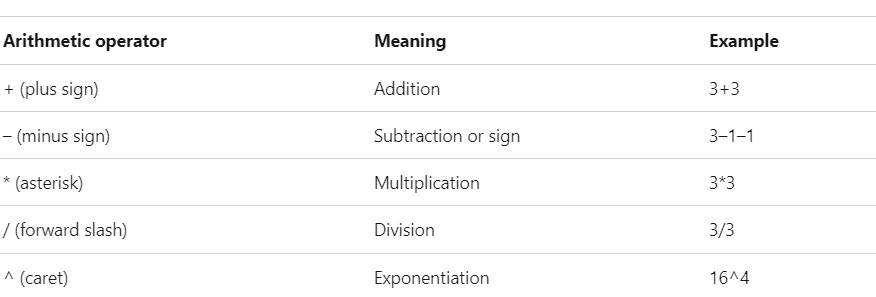 Arithmetic operator Meaning Example
+ (plus sign) Addition 3+3
– (minus sign) Subtraction or sign 3–1–1
* (asterisk) Multiplication 3*3
/ (forward slash) Division 3/3
^ (caret) Exponentiation 16^4